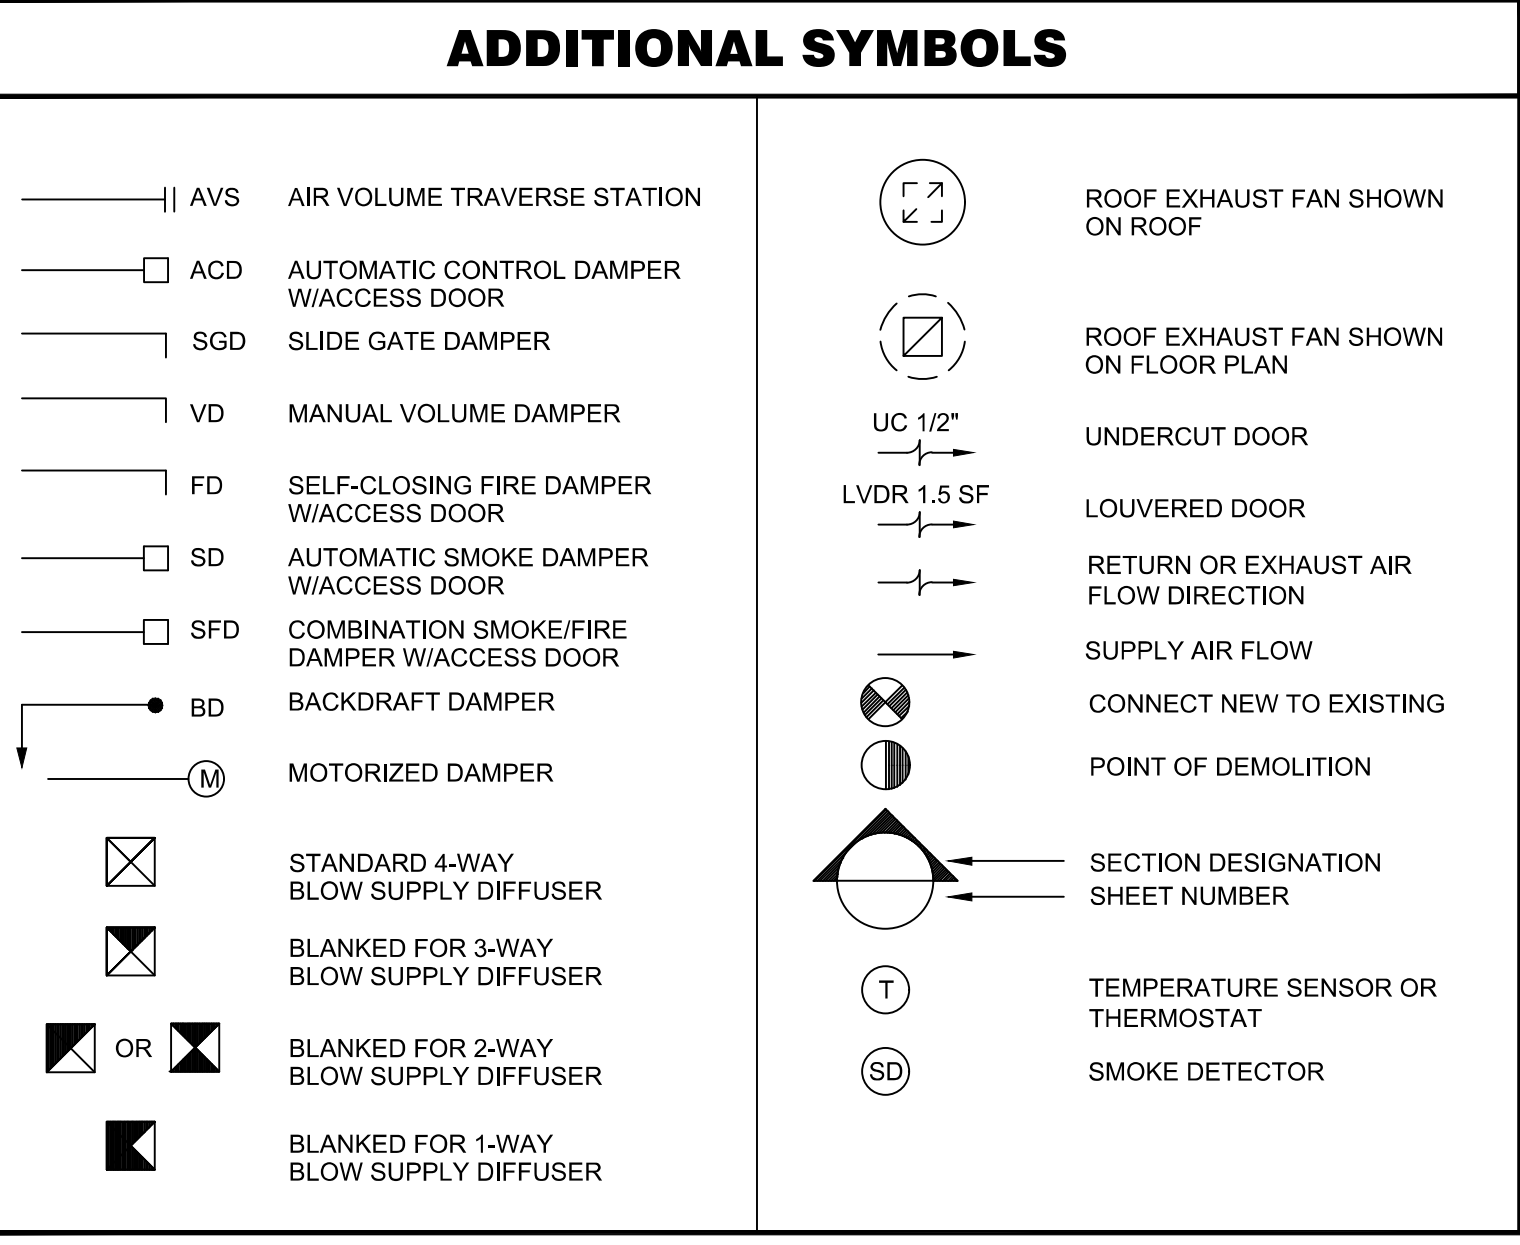 ADDITIONAL SYMBOLS
AVS AIR VOLUME TRAVERSE STATION
ACD AUTOMATIC CONTROL DAMPER
W/ACCESS DOOR
SGD SLIDE GATE DAMPER
VD MANUAL VOLUME DAMPER
FD SELF-CLOSING FIRE DAMPER
W/ACCESS DOOR
SD AUTOMATIC SMOKE DAMPER
W/ACCESS DOOR
SFD COMBINATION SMOKE/FIRE
DAMPER W/ACCESS DOOR
BD BACKDRAFT DAMPER
M MOTORIZED DAMPER
STANDARD 4-WAY
BLOW SUPPLY DIFFUSER
BLANKED FOR 3-WAY
BLOW SUPPLY DIFFUSER
OR BLANKED FOR 2-WAY
BLOW SUPPLY DIFFUSER
BLANKED FOR 1-WAY
BLOW SUPPLY DIFFUSER
ROOF EXHAUST FAN SHOWN
ON ROOF
ROOF EXHAUST FAN SHOWN
ON FLOOR PLAN
UC 1/2"
UNDERCUT DOOR
LVDR 1.5 SF
LOUVERED DOOR
RETURN OR EXHAUST AIR
FLOW DIRECTION
SUPPLY AIR FLOW
CONNECT NEW TO EXISTING
POINT OF DEMOLITION
SECTION DESIGNATION
SHEET NUMBER
T TEMPERATURE SENSOR OR
THERMOSTAT
SD SMOKE DETECTOR